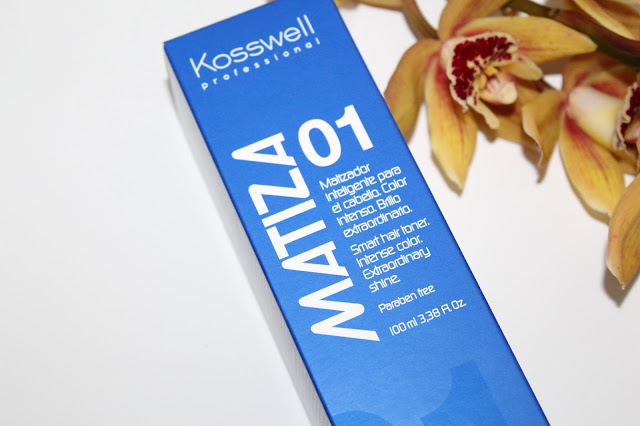 Kosswell
professional
MATIZA
01
Matizador
inteligente para
el cabello. Color
intenso. Brillo
extraordinario.
Smart hair toner.
Intense color.
Extraordinary
shine.
Paraben free
100 ml 3,38 Fl. Oz.
01